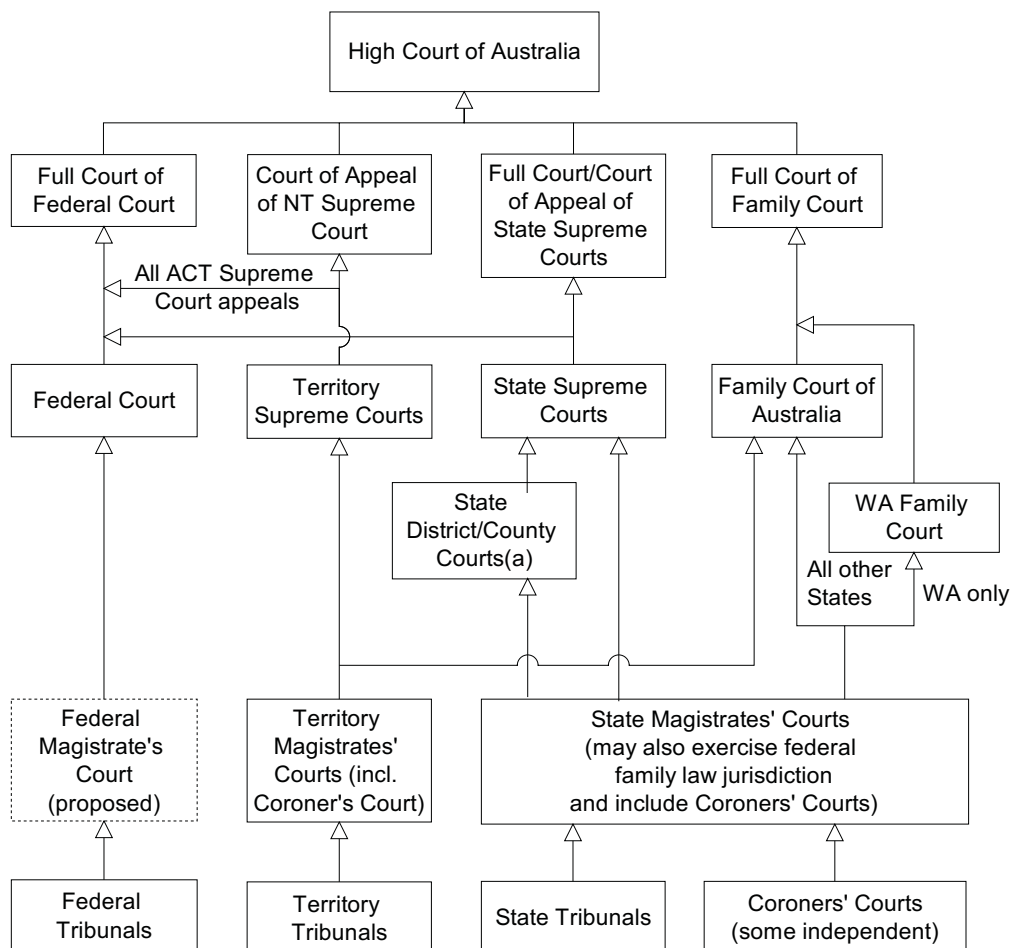 High Court of Australia
Full Court of
Federal Court
Court of Appeal
of NT Supreme
Court
Full Court/Court
of Appeal of
State Supreme
Courts
Full Court of
Family Court
All ACT Supreme
Court appeals
Federal Court
Territory
Supreme Courts
State Supreme
Courts
Family Court of
Australia
State
District/County
Courts(a)
WA Family
Court
All other
States
WA only
Federal
Magistrate's
Court
(proposed)
Territory
Magistrates'
Courts (incl.
Coroner's Court)
State Magistrates' Courts
(may also exercise federal
family law jurisdiction
and include Coroners' Courts)
Federal
Tribunals
Territory
Tribunals
State Tribunals
Coroners' Courts
(some independent)